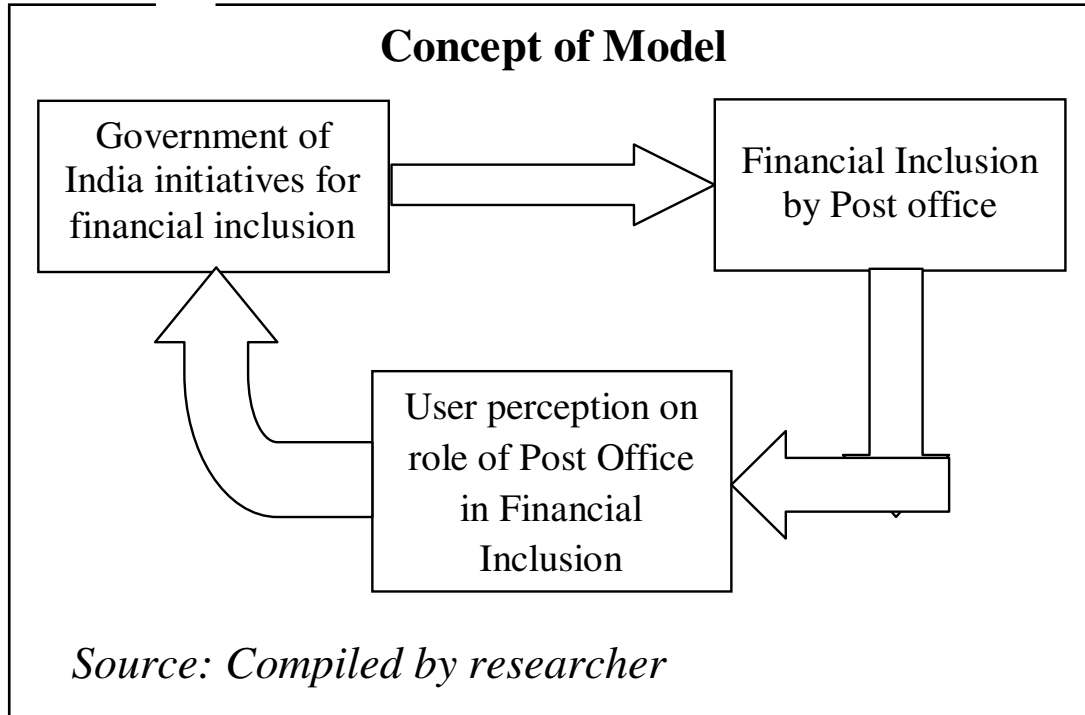 Concept of Model
Government of
India initiatives for
financial inclusion
Financial Inclusion
by Post office
User perception on
role of Post Office
in Financial
Inclusion
Source: Compiled by researcher